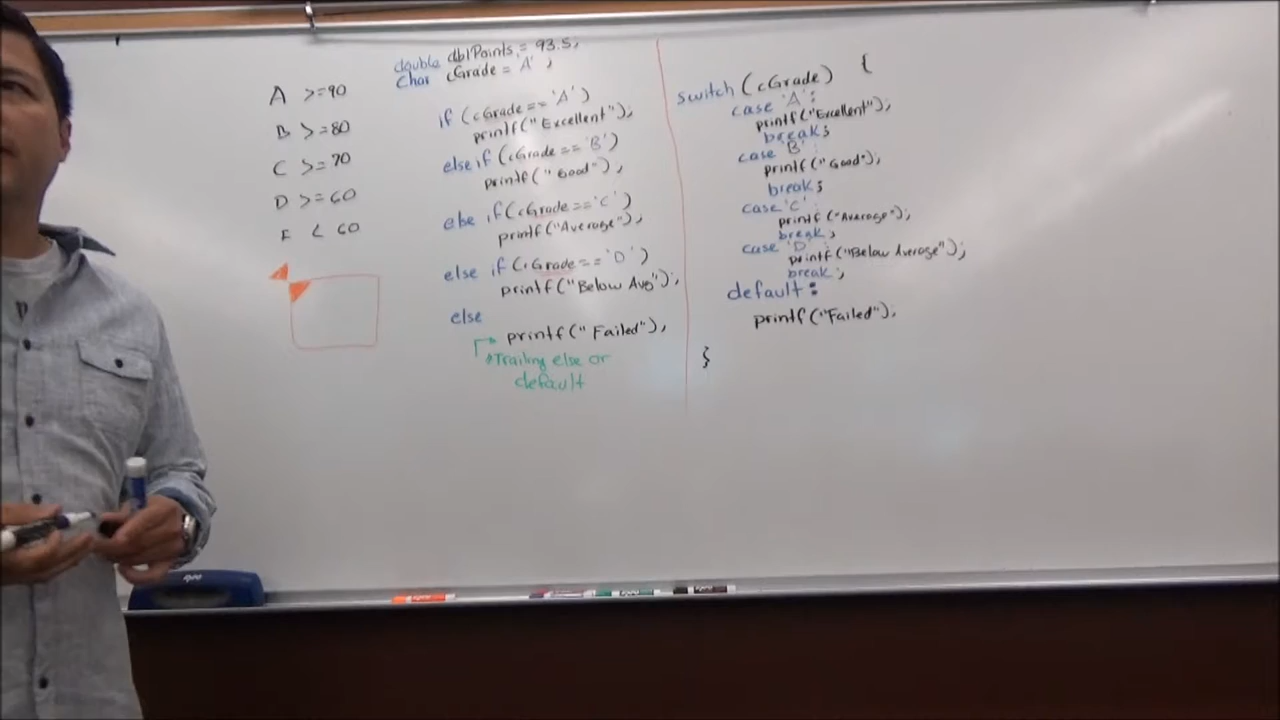 A >=90
B >=80
C >=70
D >=60
F < 60
double dblPoints = 93.5;
Char cGrade = 'A' ;
if (cGrade == 'A')
printf("Excellent");
else if (cGrade == 'B')
printf("Good");
else if (cGrade == 'C')
printf("Average");
else if (cGrade == 'D')
printf("Below Avg");
else
printf("Failed");
Trailing else or
default
switch (cGrade) {
case 'A':
printf("Excellent");
break;
case 'B':
printf("Good");
break;
case 'C':
printf("Average");
break;
case 'D':
printf("Below Average");
break;
default:
printf("Failed");
}